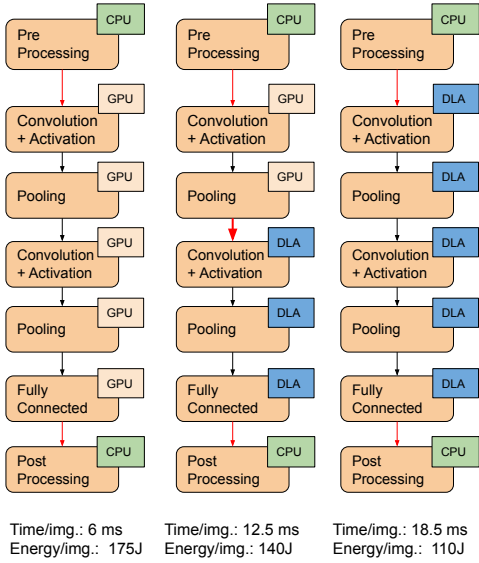 CPU
Pre
Processing
GPU
Convolution
+ Activation
GPU
Pooling
GPU
Convolution
+ Activation
GPU
Pooling
GPU
Fully
Connected
CPU
Post
Processing
Time/img.: 6 ms
Energy/img.: 175J
CPU
Pre
Processing
GPU
Convolution
+ Activation
GPU
Pooling
DLA
Convolution
+ Activation
DLA
Pooling
DLA
Fully
Connected
CPU
Post
Processing
Time/img.: 12.5 ms
Energy/img.: 140J
CPU
Pre
Processing
DLA
Convolution
+ Activation
DLA
Pooling
DLA
Convolution
+ Activation
DLA
Pooling
DLA
Fully
Connected
CPU
Post
Processing
Time/img.: 18.5 ms
Energy/img.: 110J